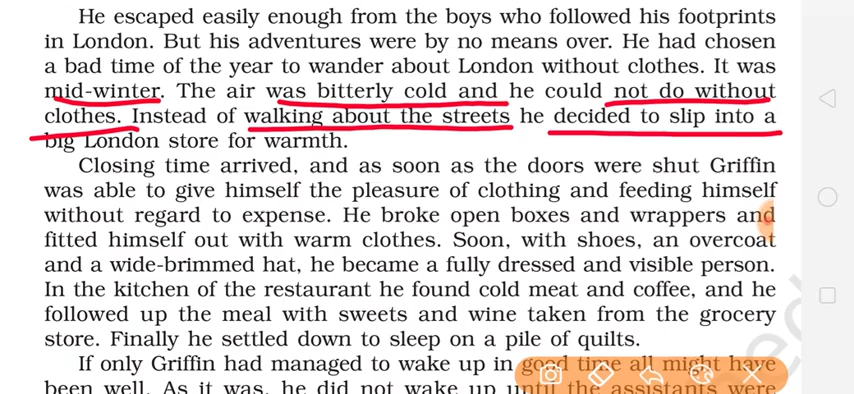 He escaped easily enough from the boys who followed his footprints
in London. But his adventures were by no means over. He had chosen
a bad time of the year to wander about London without clothes. It was
mid-winter. The air was bitterly cold and he could not do without
clothes. Instead of walking about the streets he decided to slip into a
big London store for warmth.
Closing time arrived, and as soon as the doors were shut Griffin
was able to give himself the pleasure of clothing and feeding himself
without regard to expense. He broke open boxes and wrappers and
fitted himself out with warm clothes. Soon, with shoes, an overcoat
and a wide-brimmed hat, he became a fully dressed and visible person.
In the kitchen of the restaurant he found cold meat and coffee, and he
followed up the meal with sweets and wine taken from the grocery
store. Finally he settled down to sleep on a pile of quilts.
If only Griffin had managed to wake up in good time all might have
been well. As it was, he did not wake up until the assistants were